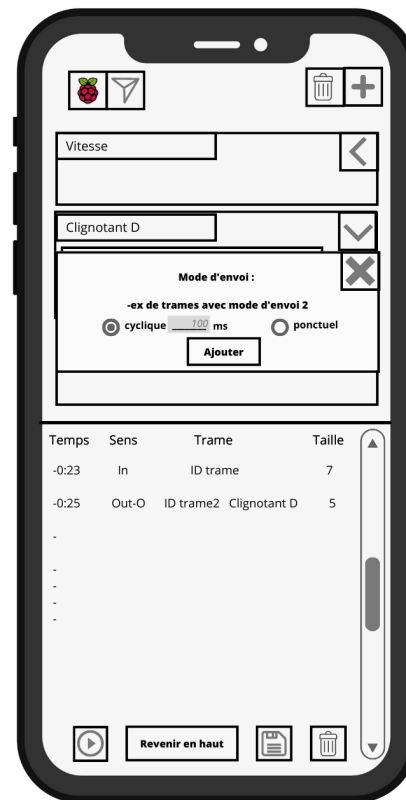 Vitesse
Clignotant D
Mode d'envoi :
-ex de trames avec mode d'envoi 2
cyclique 100 ms ponctuel
Ajouter
Temps Sens Trame Taille
-0:23 In ID trame 7
-0:25 Out-O ID trame2 Clignotant D 5
-
-
-
-
-
Revenir en haut